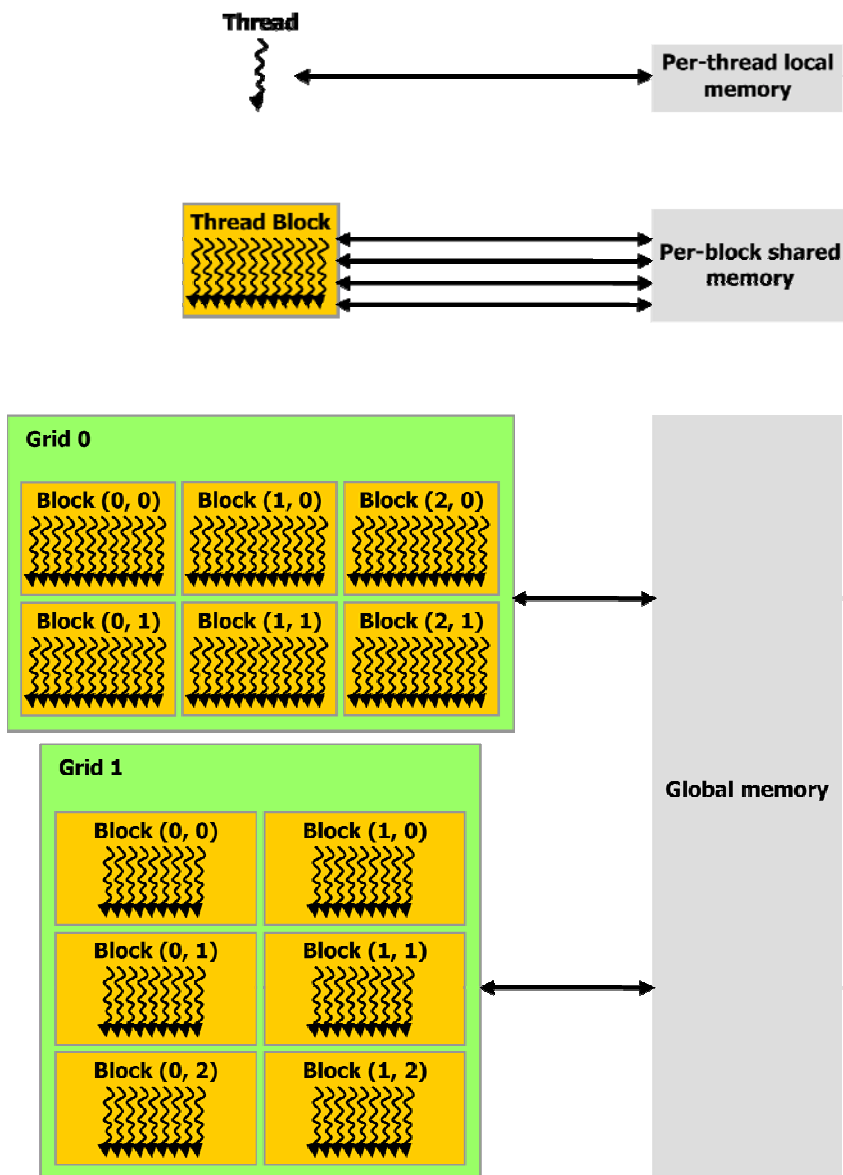 Thread
Per-thread local
memory
Thread Block
Per-block shared
memory
Grid 0
Block (0, 0) Block (1, 0) Block (2, 0)
Block (0, 1) Block (1, 1) Block (2, 1)
Grid 1
Global memory
Block (0, 0) Block (1, 0)
Block (0, 1) Block (1, 1)
Block (0, 2) Block (1, 2)